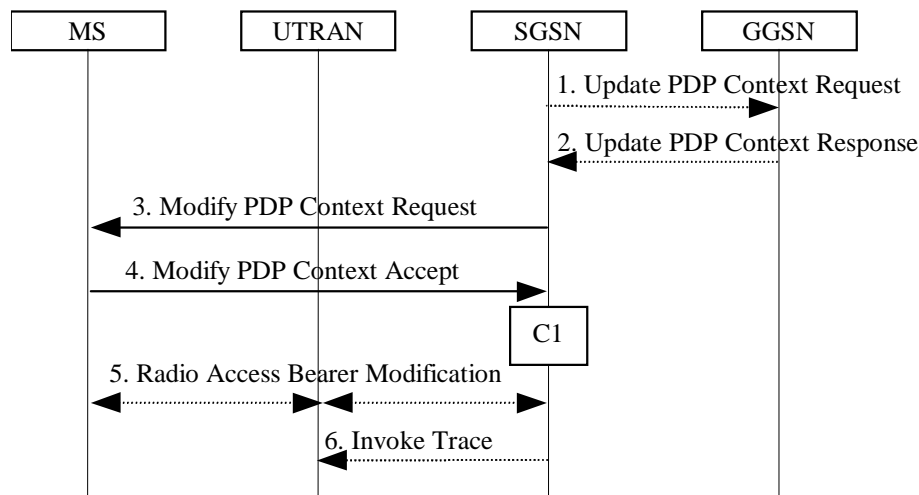 MS UTRAN SGSN GGSN
1. Update PDP Context Request
2. Update PDP Context Response
3. Modify PDP Context Request
4. Modify PDP Context Accept
C1
5. Radio Access Bearer Modification
6. Invoke Trace